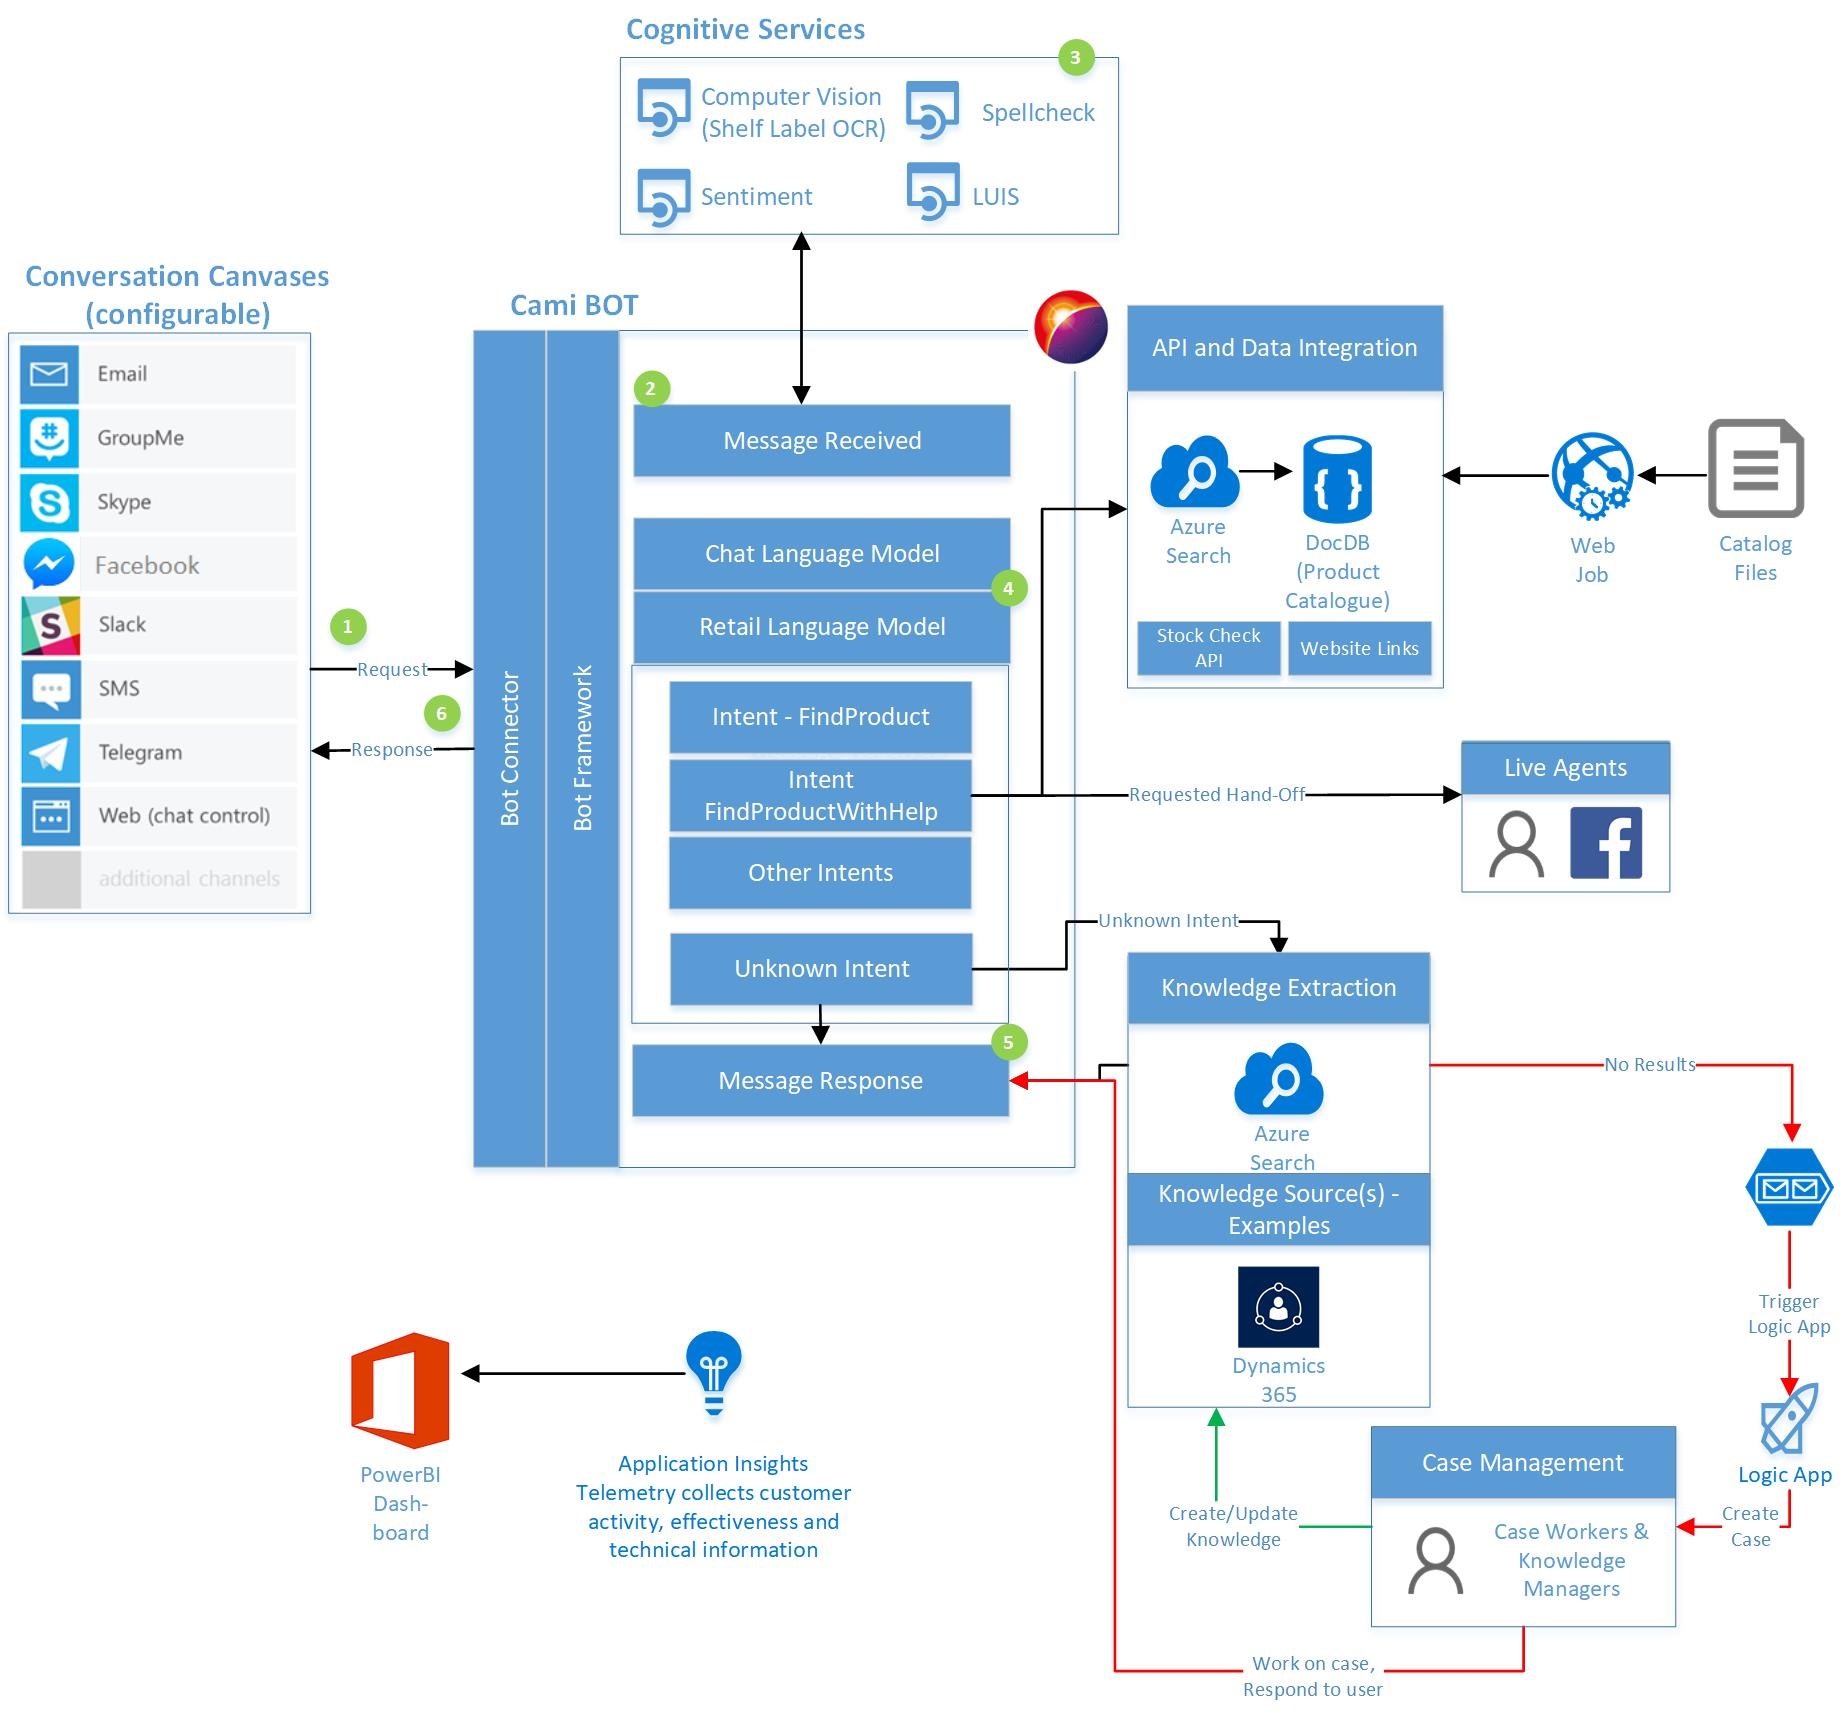 Cognitive Services
3
Computer Vision
(Shelf Label OCR)
Spellcheck
Sentiment
LUIS
Conversation Canvases
(configurable)
Email
GroupMe
Skype
Facebook
Slack
SMS
Telegram
Web (chat control)
additional channels
1
Request
6
Response
Cami BOT
Bot Connector
Bot Framework
2
Message Received
Chat Language Model
4
Retail Language Model
Intent - FindProduct
Intent
FindProductWithHelp
Other Intents
Unknown Intent
5
Message Response
API and Data Integration
Azure
Search
DocDB
(Product
Catalogue)
Stock Check
API
Website Links
Web
Job
Catalog
Files
Requested Hand-Off
Live Agents
Unknown Intent
Knowledge Extraction
Azure
Search
Knowledge Source(s) -
Examples
Dynamics
365
No Results
Trigger
Logic App
Logic App
Create
Case
Case Management
Case Workers &
Knowledge
Managers
Create/Update
Knowledge
Work on case,
Respond to user
PowerBI
Dash-
board
Application Insights
Telemetry collects customer
activity, effectiveness and
technical information